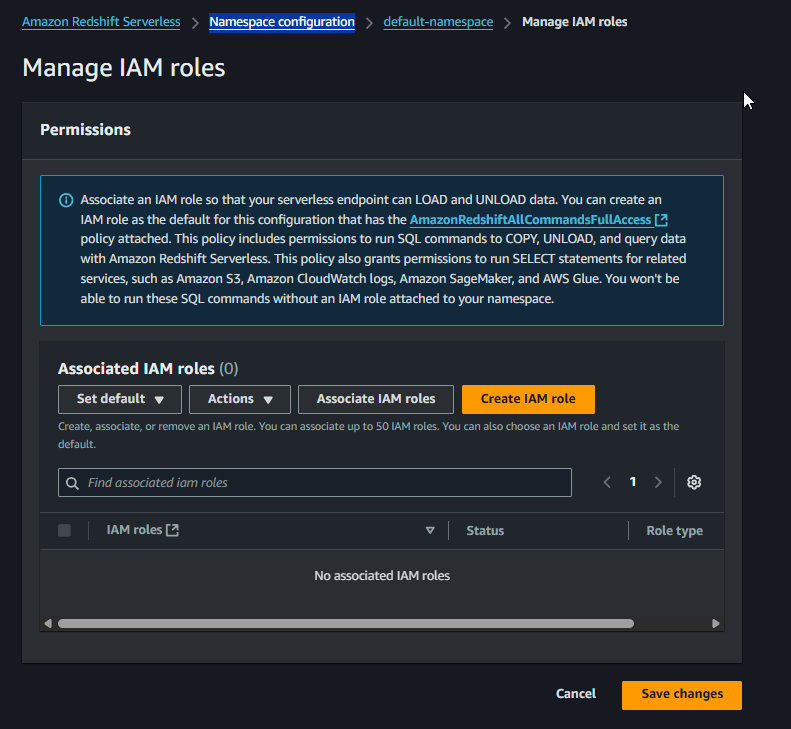 Amazon Redshift Serverless > Namespace configuration > default-namespace > Manage IAM roles
Manage IAM roles
Permissions
Associate an IAM role so that your serverless endpoint can LOAD and UNLOAD data. You can create an
IAM role as the default for this configuration that has the AmazonRedshiftAllCommandsFullAccess
policy attached. This policy includes permissions to run SQL commands to COPY, UNLOAD, and query data
with Amazon Redshift Serverless. This policy also grants permissions to run SELECT statements for related
services, such as Amazon S3, Amazon CloudWatch logs, Amazon SageMaker, and AWS Glue. You won't be
able to run these SQL commands without an IAM role attached to your namespace.
Associated IAM roles (0)
Set default Actions Associate IAM roles Create IAM role
Create, associate, or remove an IAM role. You can associate up to 50 IAM roles. You can also choose an IAM role and set it as the
default.
Find associated iam roles 1
IAM roles Status Role type
No associated IAM roles
Cancel Save changes